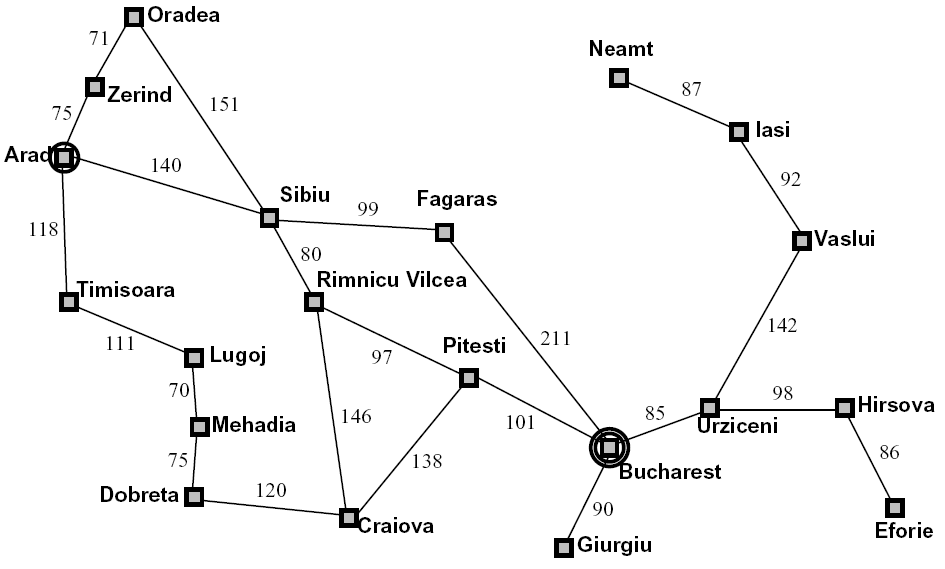 Oradea
71
Neamt
87
Zerind
151
75
Iasi
Arad
140
92
Sibiu
Fagaras
99
118
Vaslui
80
Timisoara
Rimnicu Vilcea
142
111
211
Lugoj
97
Pitesti
70
98
Hirsova
146
101
85
Mehadia
Urziceni
75
138
86
Bucharest
Dobreta
120
90
Craiova
Eforie
Giurgiu